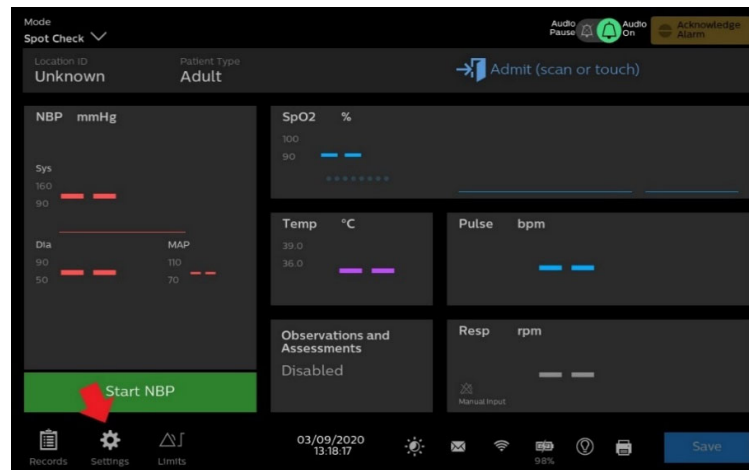 Mode
Spot Check
Audio Pause
Audio On
Acknowledge Alarm
Location ID
Unknown
Patient Type
Adult
Admit (scan or touch)
NBP mmHg
Sys
160
90
Dia
90
50
MAP
110
70
Start NBP
SpO2 %
100
90
Temp °C
39.0
36.0
Pulse bpm
Observations and
Assessments
Disabled
Resp rpm
Manual Input
Records
Settings
Limits
03/09/2020
13:18:17
98%
Save